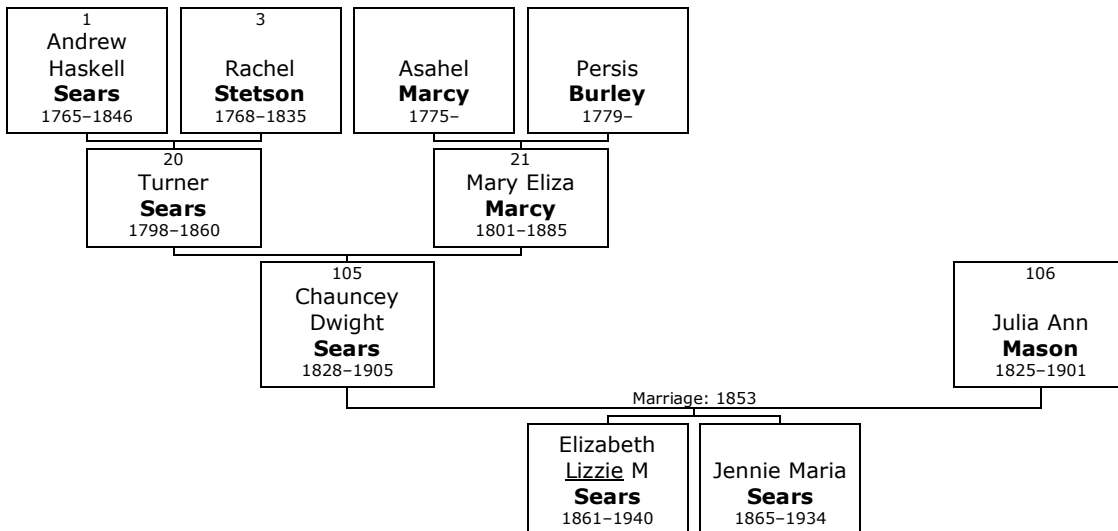 1
Andrew
Haskell
Sears
1765–1846
3
Rachel
Stetson
1768–1835
Asahel
Marcy
1775–
Persis
Burley
1779–
20
Turner
Sears
1798–1860
21
Mary Eliza
Marcy
1801–1885
105
Chauncey
Dwight
Sears
1828–1905
106
Julia Ann
Mason
1825–1901
Marriage: 1853
Elizabeth
Lizzie M
Sears
1861–1940
Jennie Maria
Sears
1865–1934